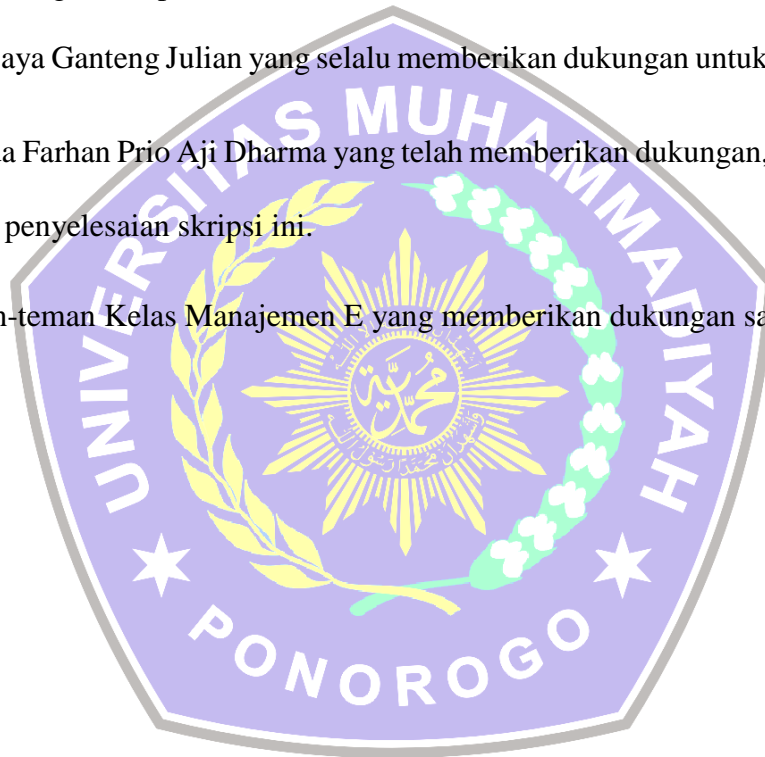 aya Ganteng Julian yang selalu memberikan dukungan untuk
a Farhan Prio Aji Dharma yang telah memberikan dukungan,
penyelesaian skripsi ini.
n-teman Kelas Manajemen E yang memberikan dukungan sa
UNIVERSITAS MUHAMMADIYAH
PONOROGO